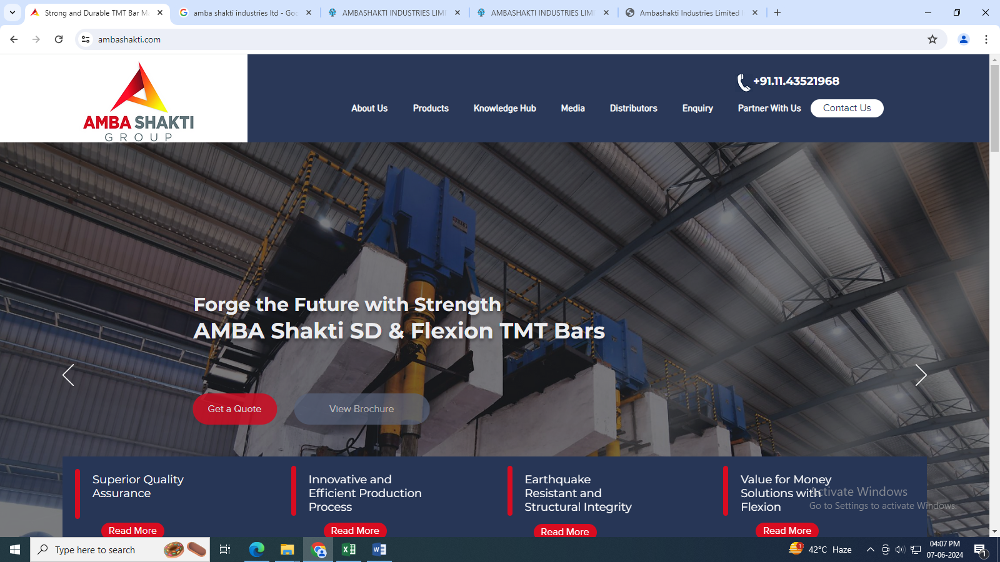 Strong and Durable TMT Bar Ma
amba shakti industries ltd - Goo
AMBASHAKTI INDUSTRIES LIMI
AMBASHAKTI INDUSTRIES LIMI
Ambashakti Industries Limited
ambashakti.com
AMBA SHAKTI
GROUP
+91.11.43521968
About Us
Products
Knowledge Hub
Media
Distributors
Enquiry
Partner With Us
Contact Us
Forge the Future with Strength
AMBA Shakti SD & Flexion TMT Bars
Get a Quote
View Brochure
Superior Quality
Assurance
Read More
Innovative and
Efficient Production
Process
Read More
Earthquake
Resistant and
Structural Integrity
Read More
Value for Money
Solutions with
Flexion
Read More
Activate Windows
Go to Settings to activate Windows.
Type here to search
1
42°C Haze
04:07 PM
07-06-2024
1